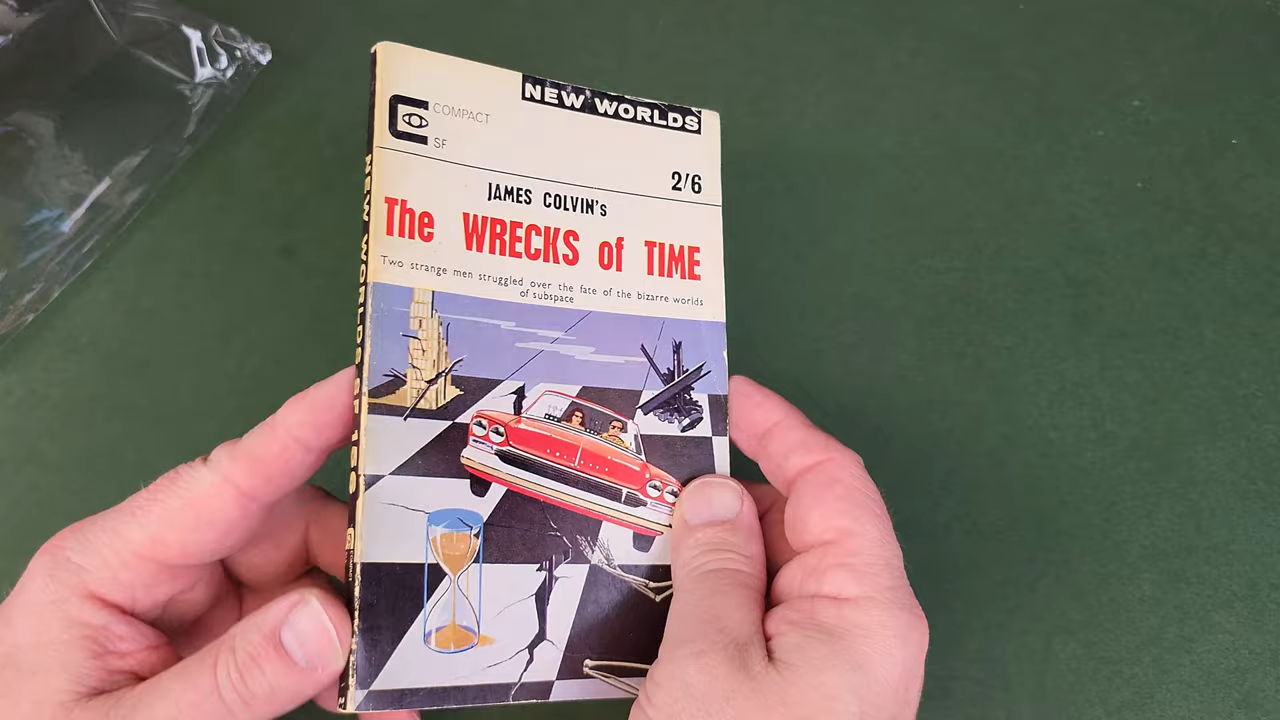 NEW WORLDS
COMPACT
SF
2/6
JAMES COLVIN's
The WRECKS of TIME
Two strange men struggled over the fate of the bizarre worlds
of subspace
NEW WORLDS SF 156